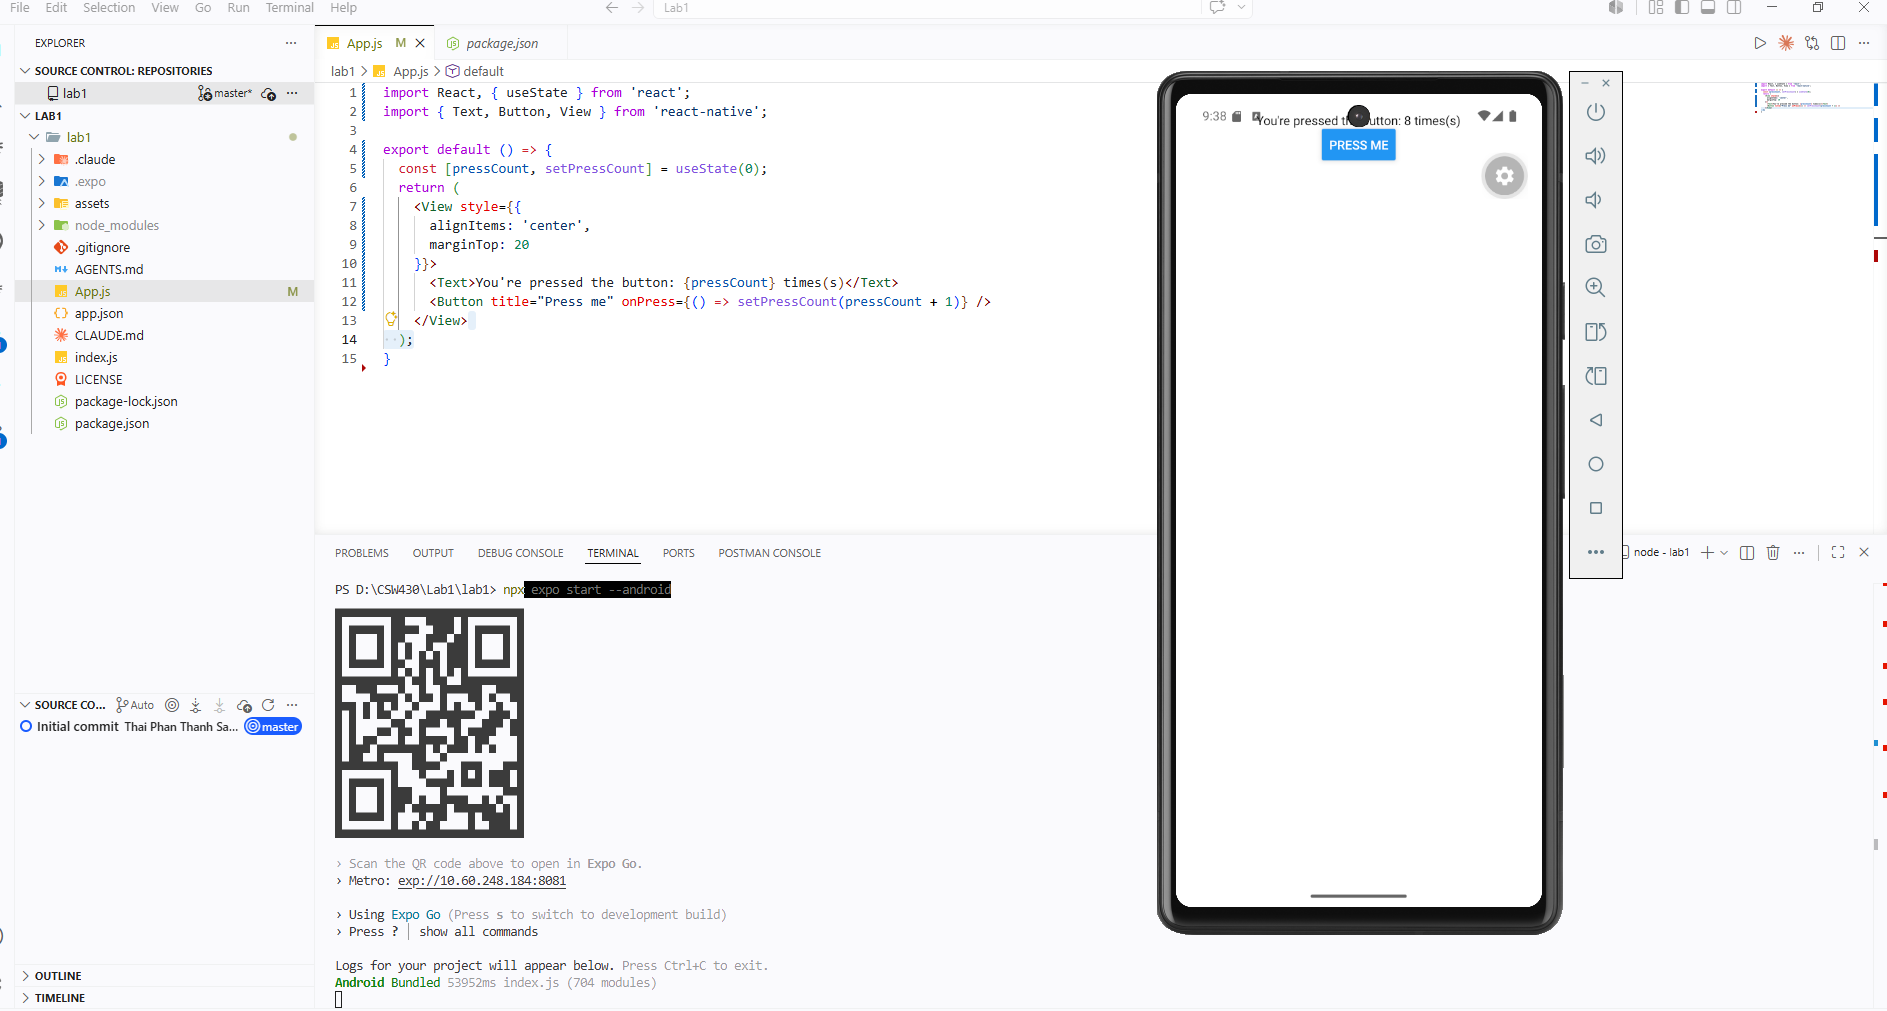 File Edit Selection View Go Run Terminal Help
Lab1
EXPLORER
SOURCE CONTROL: REPOSITORIES
lab1 master*
LAB1
lab1
.claude
.expo
assets
node_modules
.gitignore
AGENTS.md
App.js M
app.json
CLAUDE.md
index.js
LICENSE
package-lock.json
package.json
SOURCE CO... Auto
Initial commit Thai Phan Thanh Sa... master
OUTLINE
TIMELINE
App.js M package.json
lab1 > App.js > default
1 import React, { useState } from 'react';
2 import { Text, Button, View } from 'react-native';
3
4 export default () => {
5 const [pressCount, setPressCount] = useState(0);
6 return (
7 <View style={{
8 alignItems: 'center',
9 marginTop: 20
10 }}>
11 <Text>You're pressed the button: {pressCount} times(s)</Text>
12 <Button title="Press me" onPress={() => setPressCount(pressCount + 1)} />
13 </View>
14 );
15 }
PROBLEMS OUTPUT DEBUG CONSOLE TERMINAL PORTS POSTMAN CONSOLE
node - lab1
PS D:\CSW430\Lab1\lab1> npx expo start --android
› Scan the QR code above to open in Expo Go.
› Metro: exp://10.60.248.184:8081
› Using Expo Go (Press s to switch to development build)
› Press ? │ show all commands
Logs for your project will appear below. Press Ctrl+C to exit.
Android Bundled 53952ms index.js (704 modules)
9:38
You're pressed th utton: 8 times(s)
PRESS ME